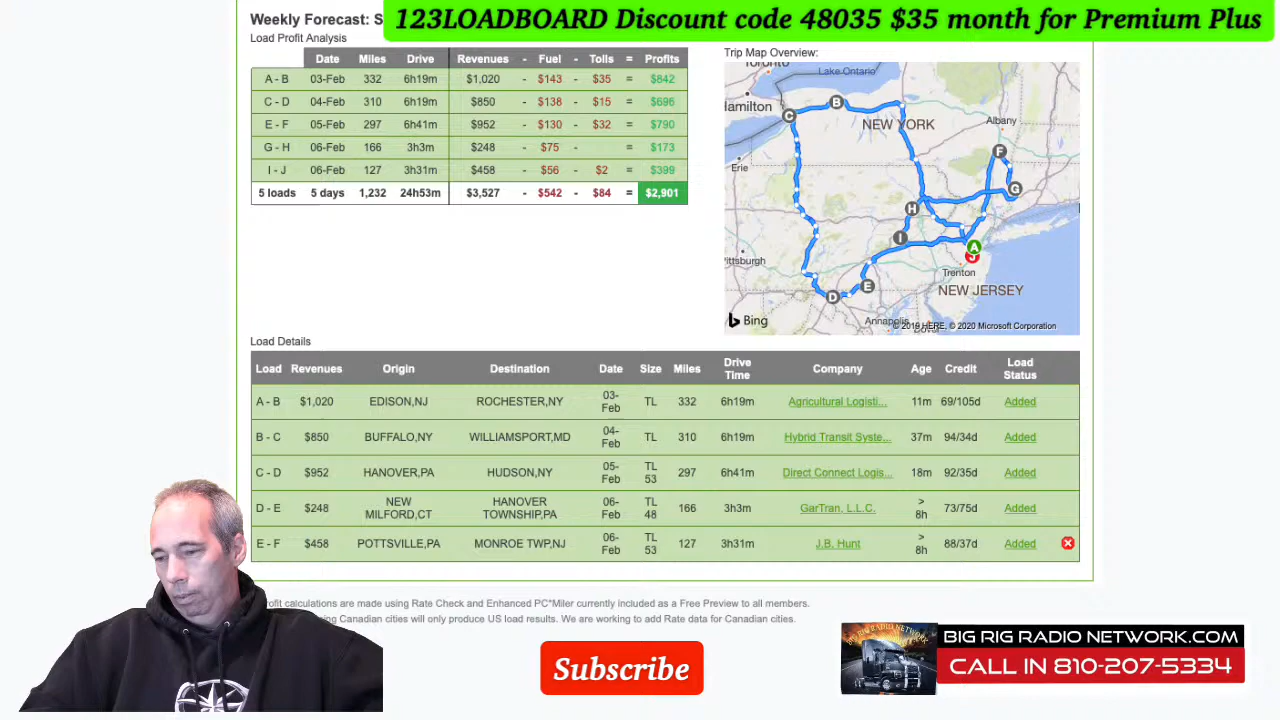 Weekly Forecast: S
123LOADBOARD Discount code 48035 $35 month for Premium Plus
Load Profit Analysis
Date Miles Drive Revenues - Fuel - Tolls = Profits
A - B 03-Feb 332 6h19m $1,020 - $143 - $35 = $842
C - D 04-Feb 310 6h19m $850 - $138 - $15 = $696
E - F 05-Feb 297 6h41m $952 - $130 - $32 = $790
G - H 06-Feb 166 3h3m $248 - $75 - = $173
I - J 06-Feb 127 3h31m $458 - $56 - $2 = $399
5 loads 5 days 1,232 24h53m $3,527 - $542 - $84 = $2,901
Trip Map Overview:
Toronto
Lake Ontario
Hamilton
B
C
NEW YORK
Albany
F
Erie
G
H
I
A
J
ittsburgh
Trenton
E
D
NEW JERSEY
Annapolis
Dover
Bing
© 2019 HERE, © 2020 Microsoft Corporation
Load Details
Load Revenues Origin Destination Date Size Miles Drive Time Company Age Credit Load Status
A - B $1,020 EDISON,NJ ROCHESTER,NY 03-Feb TL 332 6h19m Agricultural Logisti... 11m 69/105d Added
B - C $850 BUFFALO,NY WILLIAMSPORT,MD 04-Feb TL 310 6h19m Hybrid Transit Syste... 37m 94/34d Added
C - D $952 HANOVER,PA HUDSON,NY 05-Feb TL 53 297 6h41m Direct Connect Logis... 18m 92/35d Added
D - E $248 NEW MILFORD,CT HANOVER TOWNSHIP,PA 06-Feb TL 48 166 3h3m GarTran, L.L.C. > 8h 73/75d Added
E - F $458 POTTSVILLE,PA MONROE TWP,NJ 06-Feb TL 53 127 3h31m J.B. Hunt > 8h 88/37d Added
rofit calculations are made using Rate Check and Enhanced PC*Miler currently included as a Free Preview to all members.
ing Canadian cities will only produce US load results. We are working to add Rate data for Canadian cities.
Subscribe
BIG RIG RADIO NETWORK
BIG RIG RADIO NETWORK.COM
CALL IN 810-207-5334